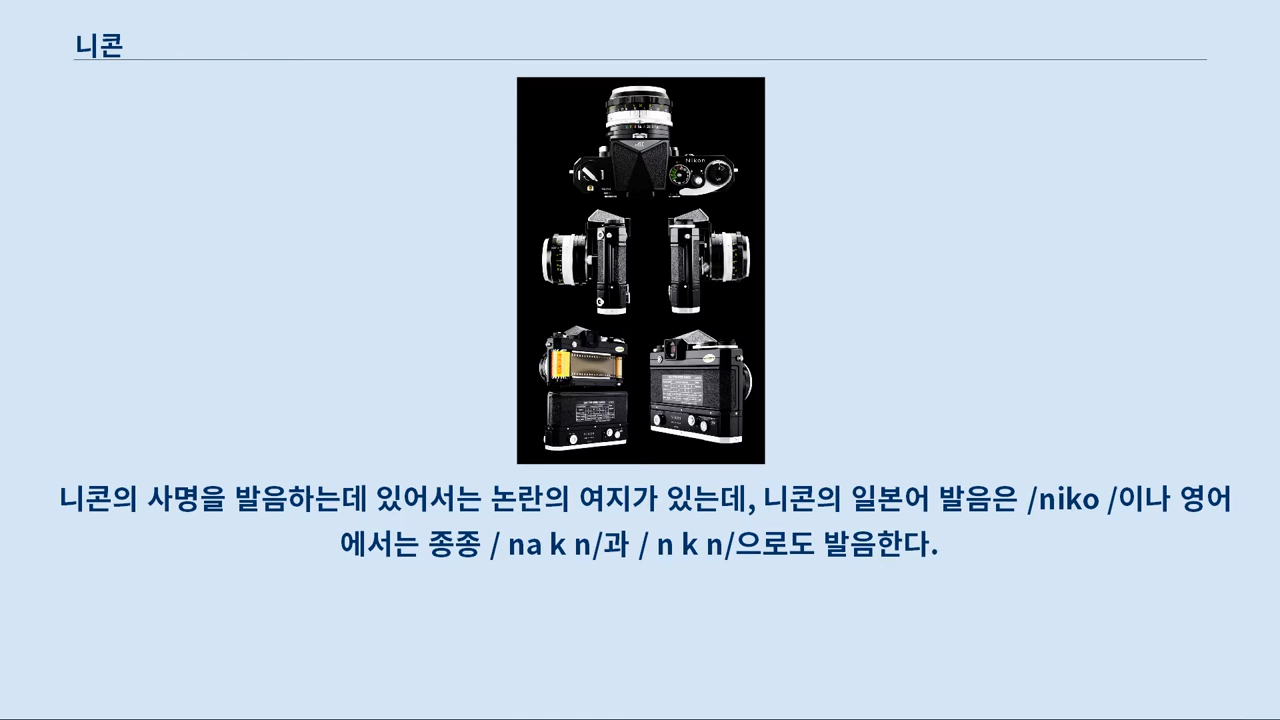 니콘
Nikon
니콘의 사명을 발음하는데 있어서는 논란의 여지가 있는데, 니콘의 일본어 발음은 /niko /이나 영어
에서는 종종 / na k n/과 / n k n/으로도 발음한다.